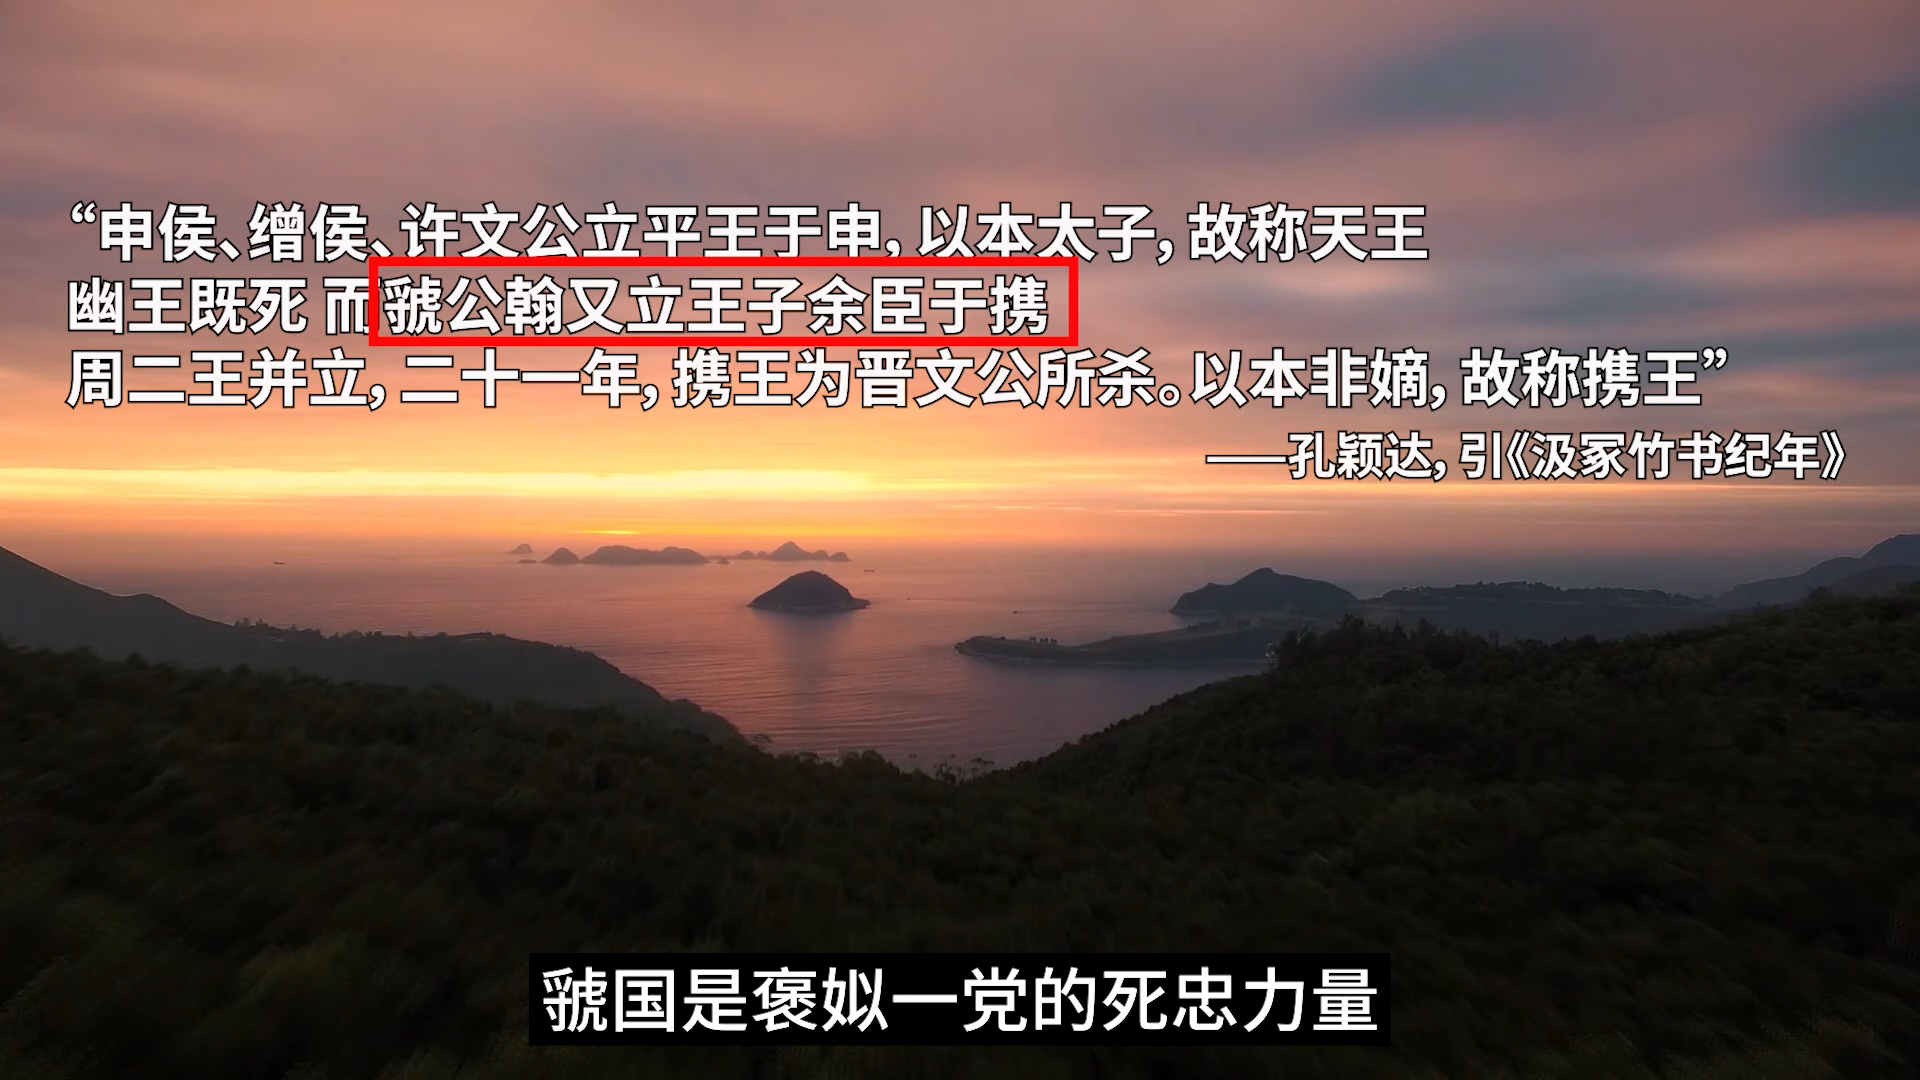 “申侯、缯侯、许文公立平王于申，以本太子，故称天王
幽王既死 而虢公翰又立王子余臣于携
周二王并立，二十一年，携王为晋文公所杀。以本非嫡，故称携王”
——孔颖达，引《汲冢竹书纪年》
虢国是褒姒一党的死忠力量